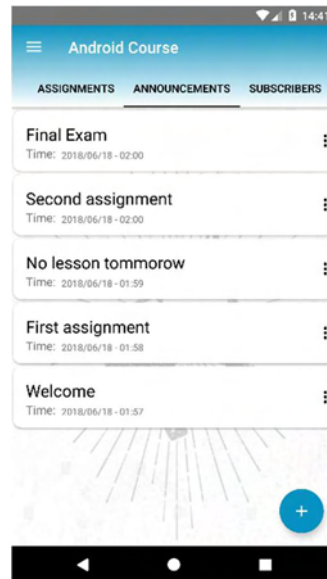 14:41
Android Course
ASSIGNMENTS ANNOUNCEMENTS SUBSCRIBERS
Final Exam
Time: 2018/06/18 - 02:00
Second assignment
Time: 2018/06/18 - 02:00
No lesson tommorow
Time: 2018/06/18 - 01:59
First assignment
Time: 2018/06/18 - 01:58
Welcome
Time: 2018/06/18 - 01:57